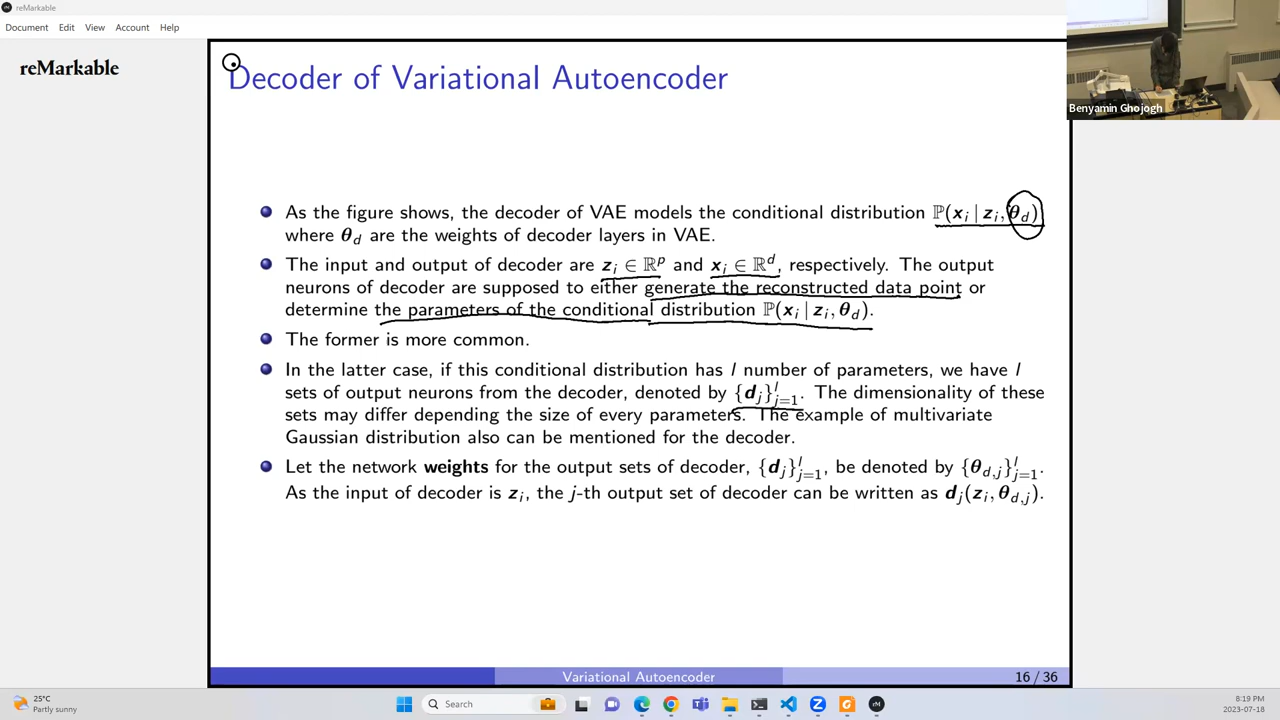 reMarkable
Document Edit View Account Help
reMarkable
Benyamin Ghojogh
Decoder of Variational Autoencoder
As the figure shows, the decoder of VAE models the conditional distribution ℙ(xᵢ | zᵢ, θ_d)
where θ_d are the weights of decoder layers in VAE.
The input and output of decoder are zᵢ ∈ ℝᵖ and xᵢ ∈ ℝᵈ, respectively. The output
neurons of decoder are supposed to either generate the reconstructed data point or
determine the parameters of the conditional distribution ℙ(xᵢ | zᵢ, θ_d).
The former is more common.
In the latter case, if this conditional distribution has l number of parameters, we have l
sets of output neurons from the decoder, denoted by {d_j}_{j=1}^l. The dimensionality of these
sets may differ depending the size of every parameters. The example of multivariate
Gaussian distribution also can be mentioned for the decoder.
Let the network weights for the output sets of decoder, {d_j}_{j=1}^l, be denoted by {θ_{d,j}}_{j=1}^l.
As the input of decoder is zᵢ, the j-th output set of decoder can be written as d_j(zᵢ, θ_{d,j}).
Variational Autoencoder 16 / 36
25°C
Partly sunny
Search
8:19 PM
2023-07-18